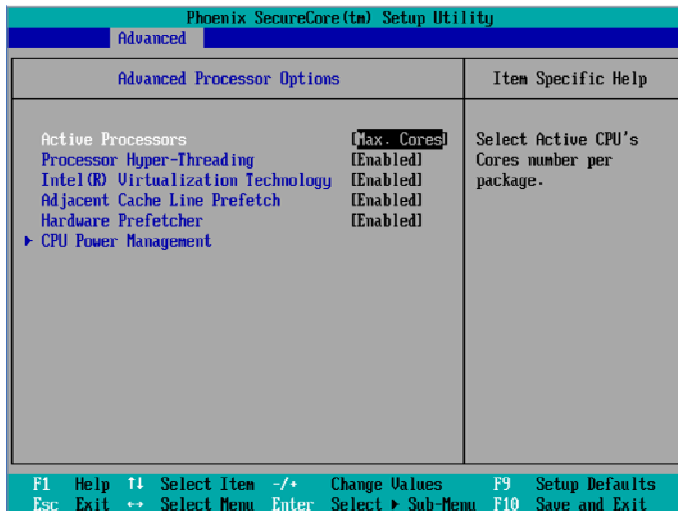 Phoenix SecureCore(tm) Setup Utility
Advanced
Advanced Processor Options
Item Specific Help
Active Processors [Max. Cores]
Processor Hyper-Threading [Enabled]
Intel(R) Virtualization Technology [Enabled]
Adjacent Cache Line Prefetch [Enabled]
Hardware Prefetcher [Enabled]
▶ CPU Power Management
Select Active CPU's
Cores number per
package.
F1 Help ↑↓ Select Item -/+ Change Values F9 Setup Defaults
Esc Exit ↔ Select Menu Enter Select ▶ Sub-Menu F10 Save and Exit